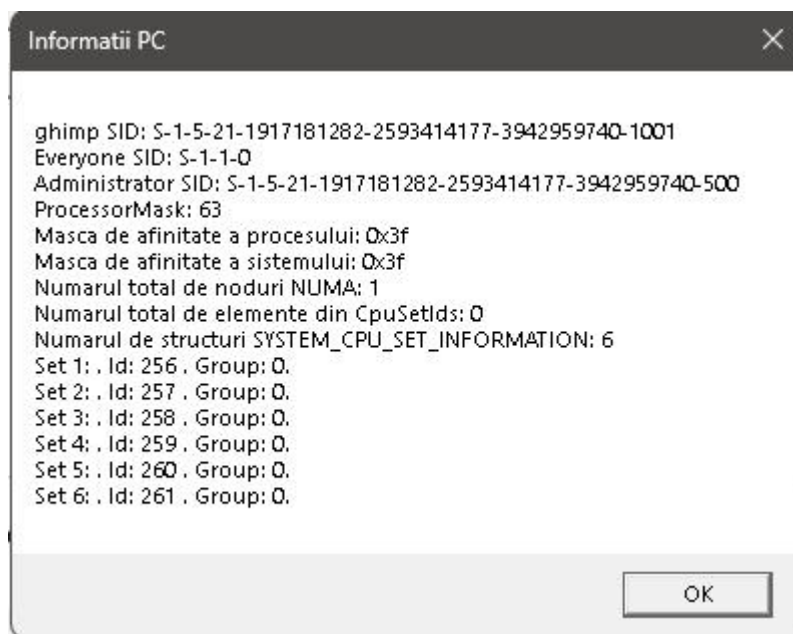 Informatii PC
ghimp SID: S-1-5-21-1917181282-2593414177-3942959740-1001
Everyone SID: S-1-1-0
Administrator SID: S-1-5-21-1917181282-2593414177-3942959740-500
ProcessorMask: 63
Masca de afinitate a procesului: 0x3f
Masca de afinitate a sistemului: 0x3f
Numarul total de noduri NUMA: 1
Numarul total de elemente din CpuSetIds: 0
Numarul de structuri SYSTEM_CPU_SET_INFORMATION: 6
Set 1: . Id: 256 . Group: 0.
Set 2: . Id: 257 . Group: 0.
Set 3: . Id: 258 . Group: 0.
Set 4: . Id: 259 . Group: 0.
Set 5: . Id: 260 . Group: 0.
Set 6: . Id: 261 . Group: 0.
OK